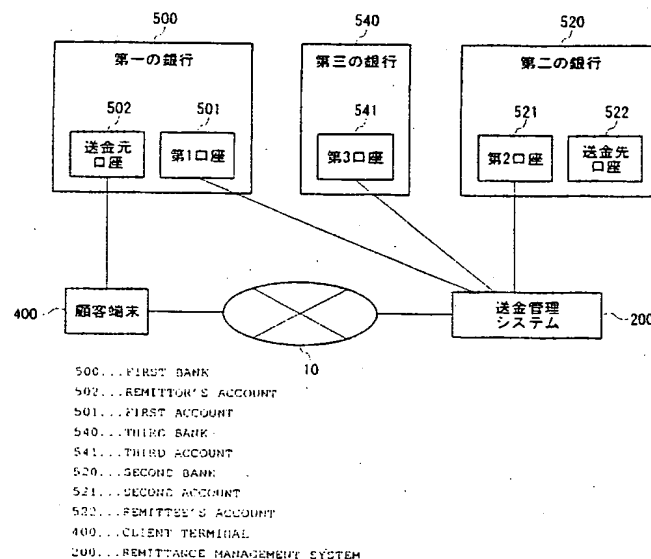 500
540
520
第一の銀行
第三の銀行
第二の銀行
502
501
541
521
522
送金元
口座
第1口座
第3口座
第2口座
送金先
口座
400
顧客端末
送金管理
システム
200
10
500...FIRST BANK
502...REMITTOR'S ACCOUNT
501...FIRST ACCOUNT
540...THIRD BANK
541...THIRD ACCOUNT
520...SECOND BANK
521...SECOND ACCOUNT
522...REMITTEE'S ACCOUNT
400...CLIENT TERMINAL
200...REMITTANCE MANAGEMENT SYSTEM